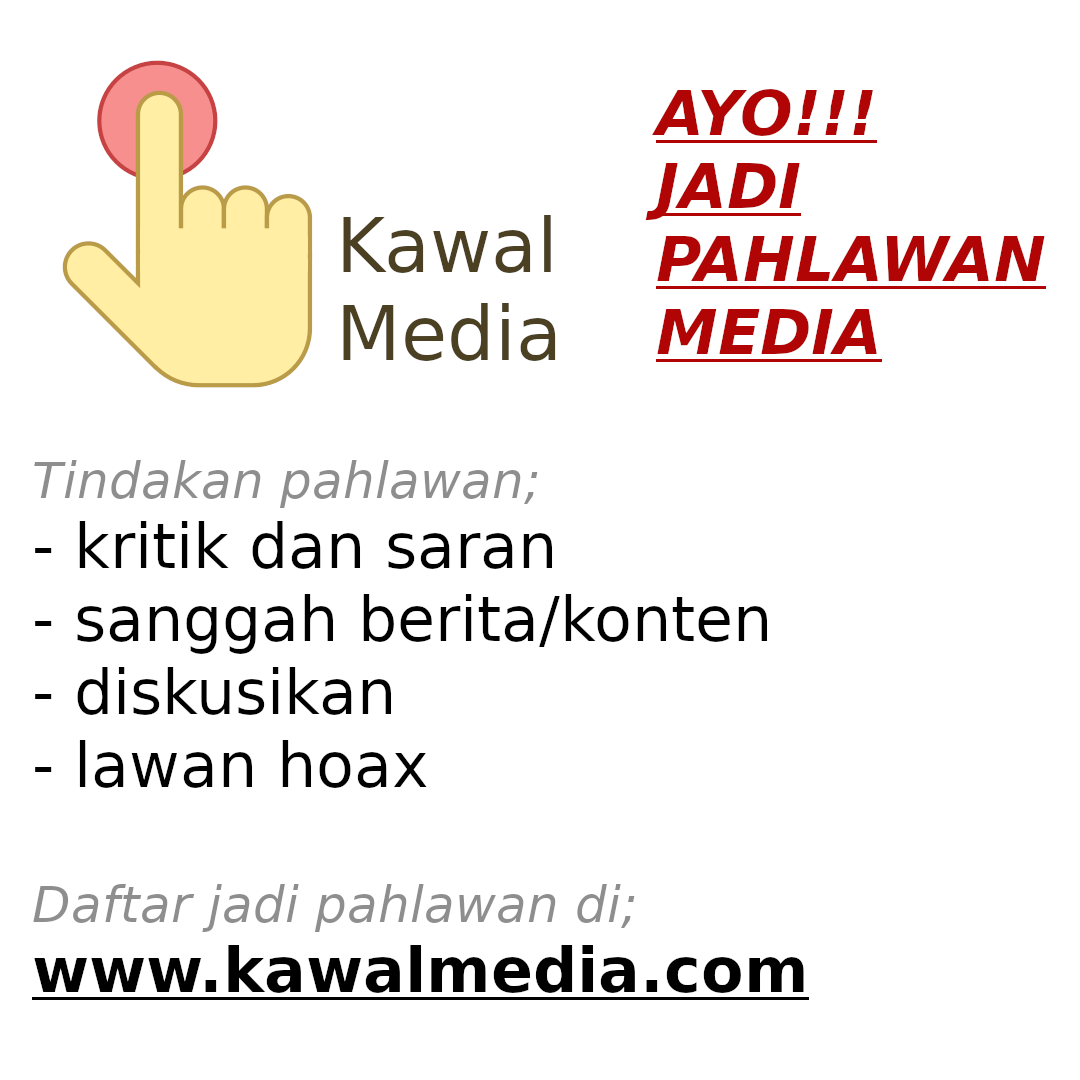 Kawal
Media
AYO!!!
JADI
PAHLAWAN
MEDIA
Tindakan pahlawan;
- kritik dan saran
- sanggah berita/konten
- diskusikan
- lawan hoax
Daftar jadi pahlawan di;
www.kawalmedia.com